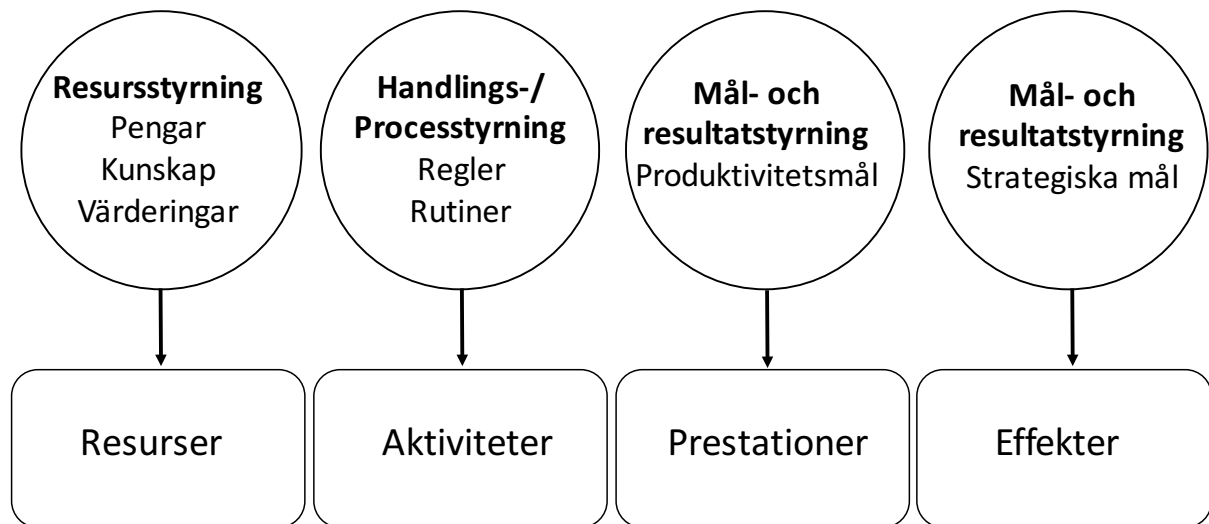 Resursstyrning
Pengar
Kunskap
Värderingar
Handlings-/
Processtyrning
Regler
Rutiner
Mål- och
resultatstyrning
Produktivitetsmål
Mål- och
resultatstyrning
Strategiska mål
Resurser
Aktiviteter
Prestationer
Effekter